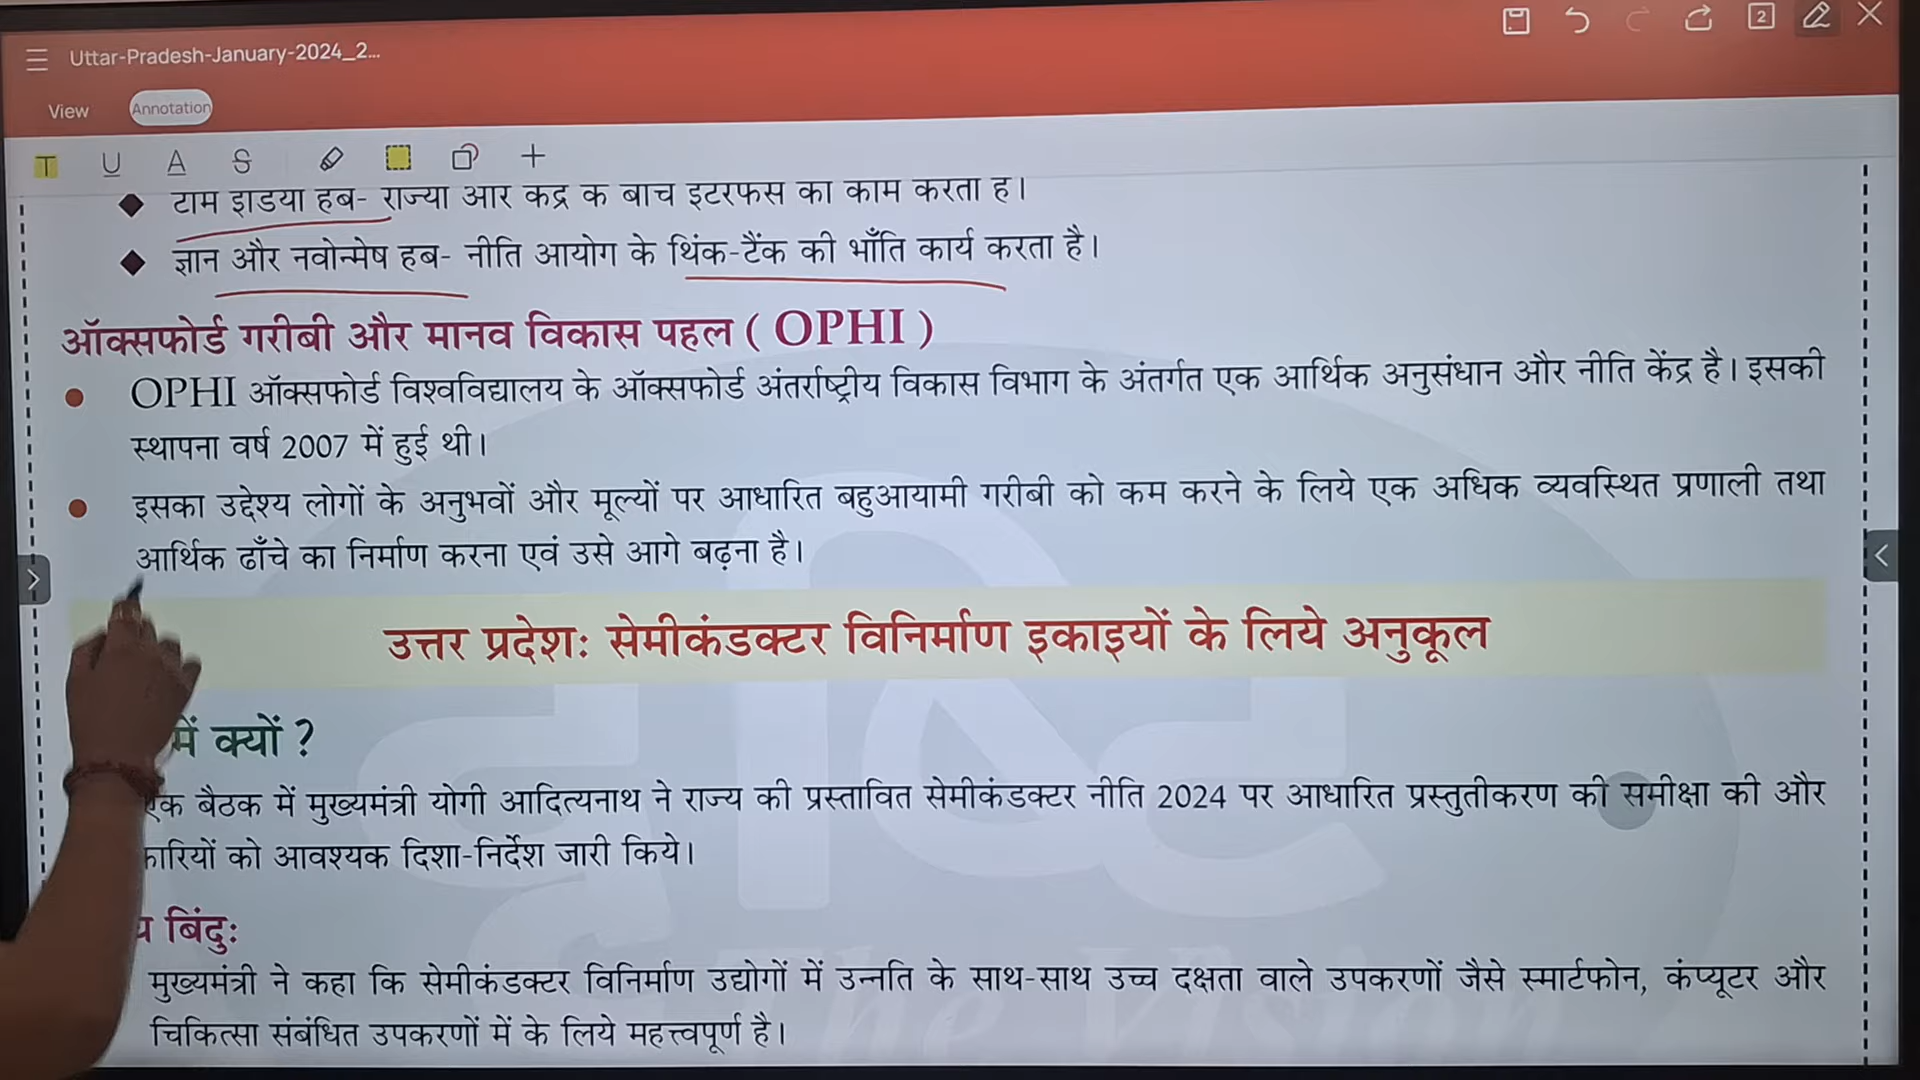 Uttar-Pradesh-January-2024_2...
2
View
Annotation
T U A S
राज्यों और केंद्र के बीच इंटरफेस का काम करता है।
ज्ञान और नवोन्मेष हब- नीति आयोग के थिंक-टैंक की भाँति कार्य करता है।
ऑक्सफोर्ड गरीबी और मानव विकास पहल ( OPHI )
OPHI ऑक्सफोर्ड विश्वविद्यालय के ऑक्सफोर्ड अंतर्राष्ट्रीय विकास विभाग के अंतर्गत एक आर्थिक अनुसंधान और नीति केंद्र है। इसकी
स्थापना वर्ष 2007 में हुई थी।
इसका उद्देश्य लोगों के अनुभवों और मूल्यों पर आधारित बहुआयामी गरीबी को कम करने के लिये एक अधिक व्यवस्थित प्रणाली तथा
आर्थिक ढाँचे का निर्माण करना एवं उसे आगे बढ़ना है।
उत्तर प्रदेश: सेमीकंडक्टर विनिर्माण इकाइयों के लिये अनुकूल
में क्यों ?
एक बैठक में मुख्यमंत्री योगी आदित्यनाथ ने राज्य की प्रस्तावित सेमीकंडक्टर नीति 2024 पर आधारित प्रस्तुतीकरण की समीक्षा की और
को आवश्यक दिशा-निर्देश जारी किये।
बिंदु:
मुख्यमंत्री ने कहा कि सेमीकंडक्टर विनिर्माण उद्योगों में उन्नति के साथ-साथ उच्च दक्षता वाले उपकरणों जैसे स्मार्टफोन, कंप्यूटर और
चिकित्सा संबंधित उपकरणों में के लिये महत्त्वपूर्ण है।
दृष्टि
The Vision